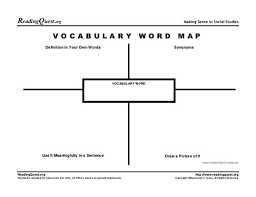 ReadingQuest.org
Making Sense in Social Studies
VOCABULARY WORD MAP
Definition in Your Own Words
Synonyms
VOCABULARY WORD
Use It Meaningfully in a Sentence
Draw a Picture of It
ReadingQuest.org
http://www.readingquest.org